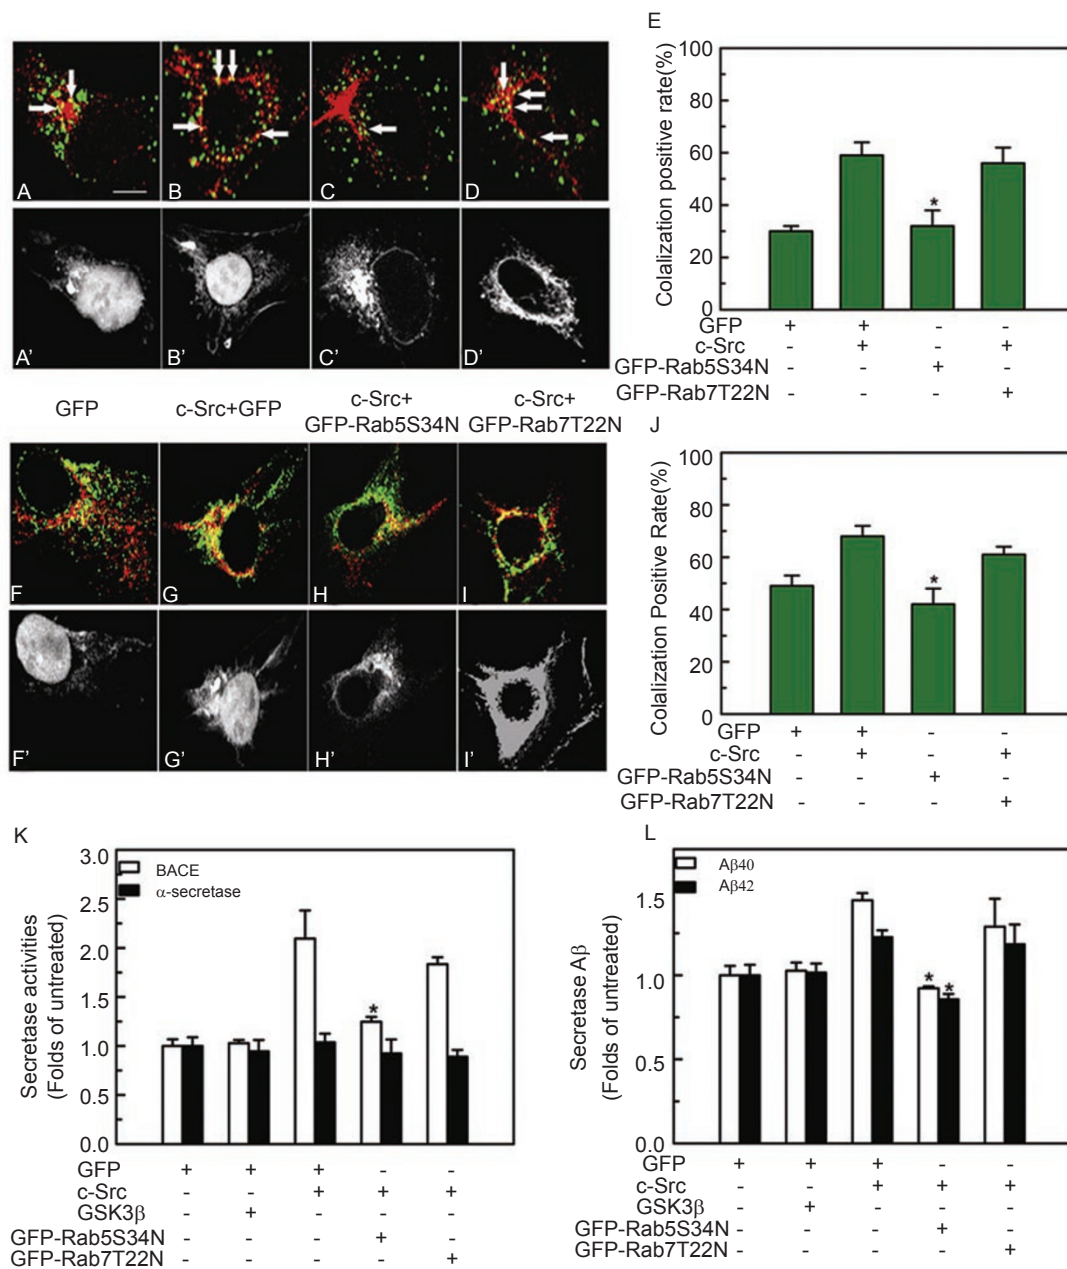 E
Colalization positive rate(%)
100
80
60
40
20
0
*
GFP + + - -
c-Src - + - +
GFP-Rab5S34N - - + -
GFP-Rab7T22N - - - +
A B C D
A' B' C' D'
GFP
c-Src+GFP
c-Src+
GFP-Rab5S34N
c-Src+
GFP-Rab7T22N
F G H I
F' G' H' I'
J
Colalization Positive Rate(%)
100
80
60
40
20
0
*
GFP + + - -
c-Src - + - +
GFP-Rab5S34N - - + -
GFP-Rab7T22N - - - +
K
Secretase activities
(Folds of untreated)
3.0
2.5
2.0
1.5
1.0
0.5
0.0
BACE
α-secretase
*
GFP + + + - -
c-Src - - + + +
GSK3β - + - - -
GFP-Rab5S34N - - - + -
GFP-Rab7T22N - - - - +
L
Secretase Aβ
(Folds of untreated)
1.5
1.0
0.5
0.0
Aβ40
Aβ42
* *
GFP + + + - -
c-Src - - + + +
GSK3β - + - - -
GFP-Rab5S34N - - - + -
GFP-Rab7T22N - - - - +